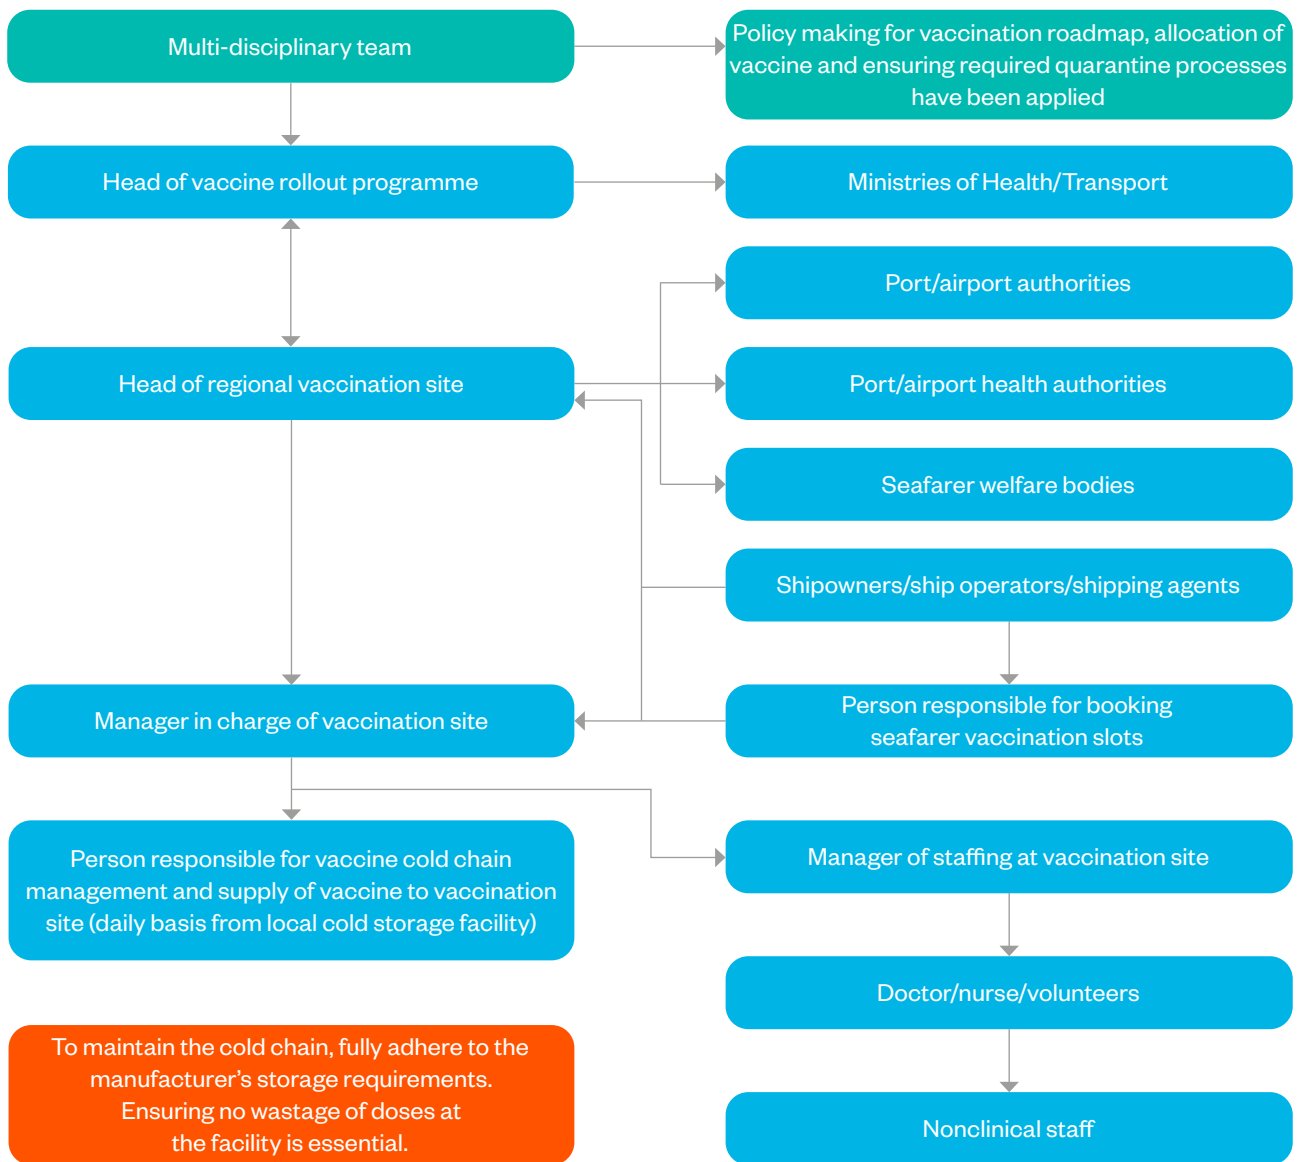 Multi-disciplinary team
Policy making for vaccination roadmap, allocation of
vaccine and ensuring required quarantine processes
have been applied
Head of vaccine rollout programme
Ministries of Health/Transport
Port/airport authorities
Head of regional vaccination site
Port/airport health authorities
Seafarer welfare bodies
Shipowners/ship operators/shipping agents
Manager in charge of vaccination site
Person responsible for booking
seafarer vaccination slots
Person responsible for vaccine cold chain
management and supply of vaccine to vaccination
site (daily basis from local cold storage facility)
Manager of staffing at vaccination site
Doctor/nurse/volunteers
To maintain the cold chain, fully adhere to the
manufacturer’s storage requirements.
Ensuring no wastage of doses at
the facility is essential.
Nonclinical staff